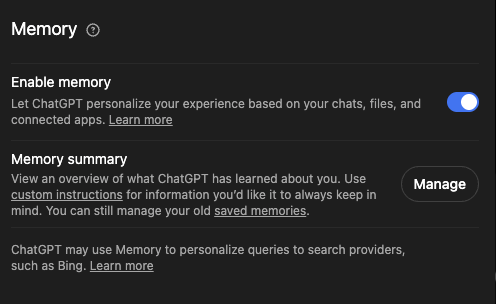 Memory
Enable memory
Let ChatGPT personalize your experience based on your chats, files, and
connected apps. Learn more
Memory summary
View an overview of what ChatGPT has learned about you. Use
custom instructions for information you'd like it to always keep in
mind. You can still manage your old saved memories.
Manage
ChatGPT may use Memory to personalize queries to search providers,
such as Bing. Learn more